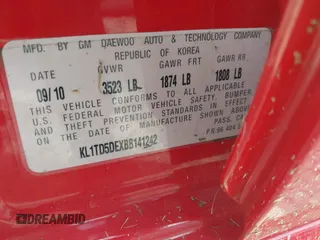 MFD. BY GM DAEWOO AUTO & TECHNOLOGY COMPANY
REPUBLIC OF KOREA
DATE GVWR GAWR FRT GAWR RR
09/10 3523 LB 1874 LB 1808 LB
THIS VEHICLE CONFORMS TO ALL APPLICABLE
U.S. FEDERAL MOTOR VEHICLE SAFETY, BUMPER,
AND THEFT PREVENTION STANDARDS IN EFFECT
ON THE DATE OF MANUFACTURE SHOWN ABOVE.
KL1TD5DEXBB141242
PASS. CAR
DREAMBID